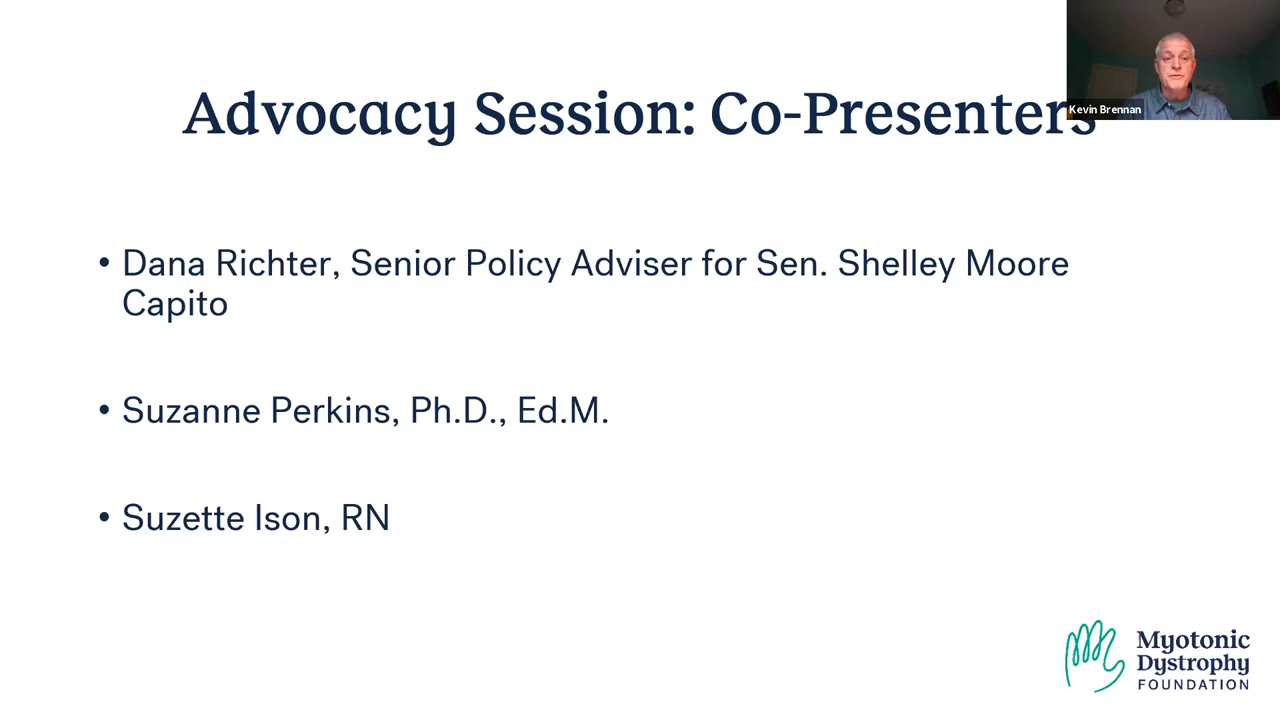 Advocacy Session: Co-Presenters
Kevin Brennan
• Dana Richter, Senior Policy Adviser for Sen. Shelley Moore
Capito
• Suzanne Perkins, Ph.D., Ed.M.
• Suzette Ison, RN
Myotonic
Dystrophy
FOUNDATION